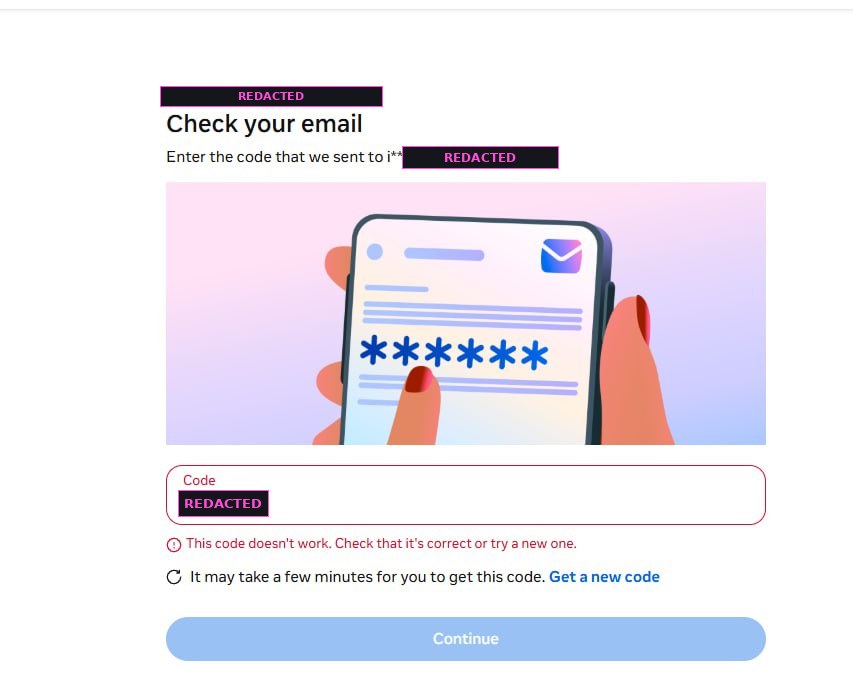 REDACTED
Check your email
Enter the code that we sent to i** REDACTED
******
Code
REDACTED
This code doesn't work. Check that it's correct or try a new one.
It may take a few minutes for you to get this code. Get a new code
Continue